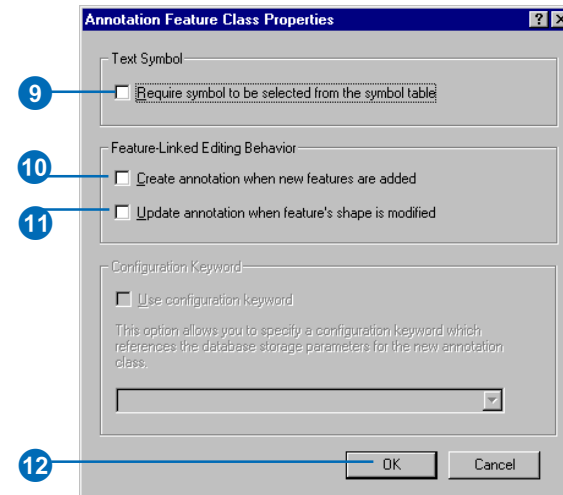 Annotation Feature Class Properties
? ×
Text Symbol
9
Require symbol to be selected from the symbol table
Feature-Linked Editing Behavior
10
Create annotation when new features are added
11
Update annotation when feature's shape is modified
Configuration Keyword
Use configuration keyword
This option allows you to specify a configuration keyword which
references the database storage parameters for the new annotation
class.
12
OK Cancel